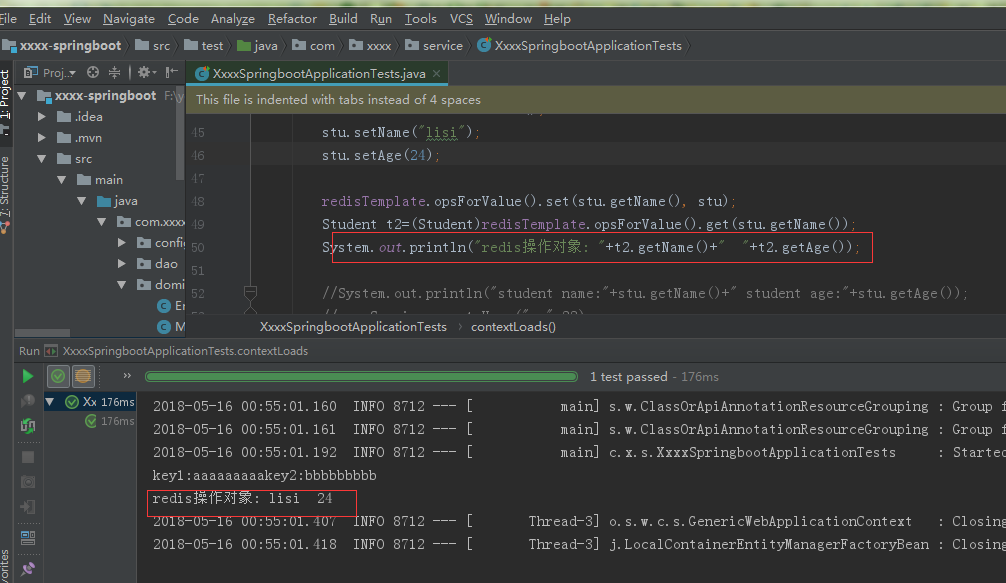 File Edit View Navigate Code Analyze Refactor Build Run Tools VCS Window Help
xxxx-springboot src test java com xxxx service XxxxSpringbootApplicationTests
Proj.. XxxxSpringbootApplicationTests.java
1: Project
7: Structure
xxxx-springboot
.idea
.mvn
src
main
java
com.xxxx
config
dao
This file is indented with tabs instead of 4 spaces
45 stu.setName("lisi");
46 stu.setAge(24);
47
48 redisTemplate.opsForValue().set(stu.getName(), stu);
49 Student t2=(Student)redisTemplate.opsForValue().get(stu.getName());
50 System.out.println("redis操作对象: "+t2.getName()+"  "+t2.getAge());
51
52 //System.out.println("student name:"+stu.getName()+" student age:"+stu.getAge());
XxxxSpringbootApplicationTests contextLoads()
Run XxxxSpringbootApplicationTests.contextLoads
1 test passed - 176ms
Xx 176ms
176ms
2018-05-16 00:55:01.160 INFO 8712 --- [ main] s.w.ClassOrApiAnnotationResourceGrouping : Group
2018-05-16 00:55:01.161 INFO 8712 --- [ main] s.w.ClassOrApiAnnotationResourceGrouping : Group
2018-05-16 00:55:01.192 INFO 8712 --- [ main] c.x.s.XxxxSpringbootApplicationTests : Started
key1:aaaaaaaaakey2:bbbbbbbbb
redis操作对象: lisi  24
2018-05-16 00:55:01.407 INFO 8712 --- [ Thread-3] o.s.w.c.s.GenericWebApplicationContext : Closing
2018-05-16 00:55:01.418 INFO 8712 --- [ Thread-3] j.LocalContainerEntityManagerFactoryBean : Closing